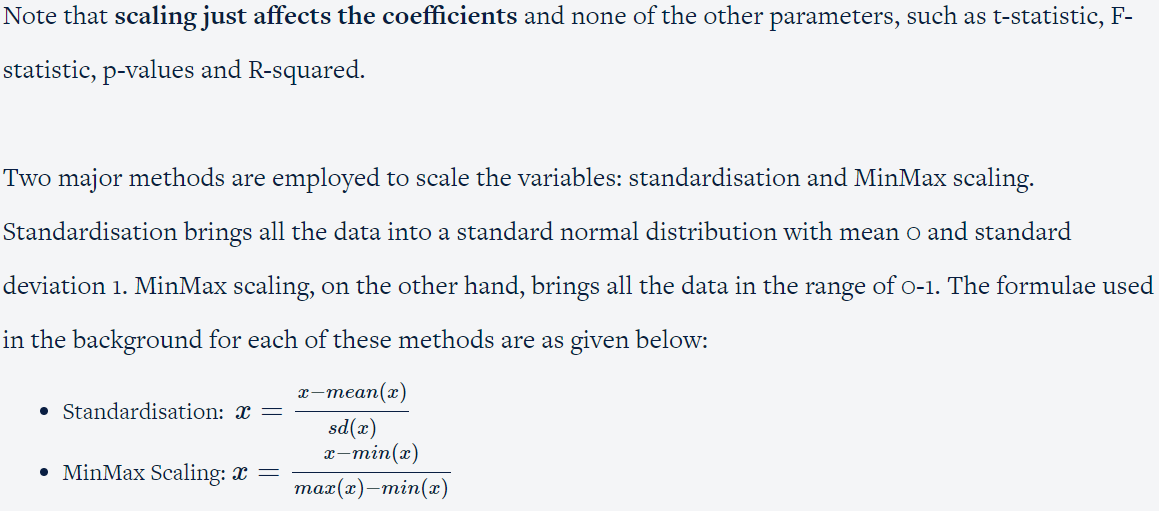 Note that scaling just affects the coefficients and none of the other parameters, such as t-statistic, F-
statistic, p-values and R-squared.
Two major methods are employed to scale the variables: standardisation and MinMax scaling.
Standardisation brings all the data into a standard normal distribution with mean 0 and standard
deviation 1. MinMax scaling, on the other hand, brings all the data in the range of 0-1. The formulae used
in the background for each of these methods are as given below:
• Standardisation: x = \frac{x−mean(x)}{sd(x)}
• MinMax Scaling: x = \frac{x−min(x)}{max(x)−min(x)}